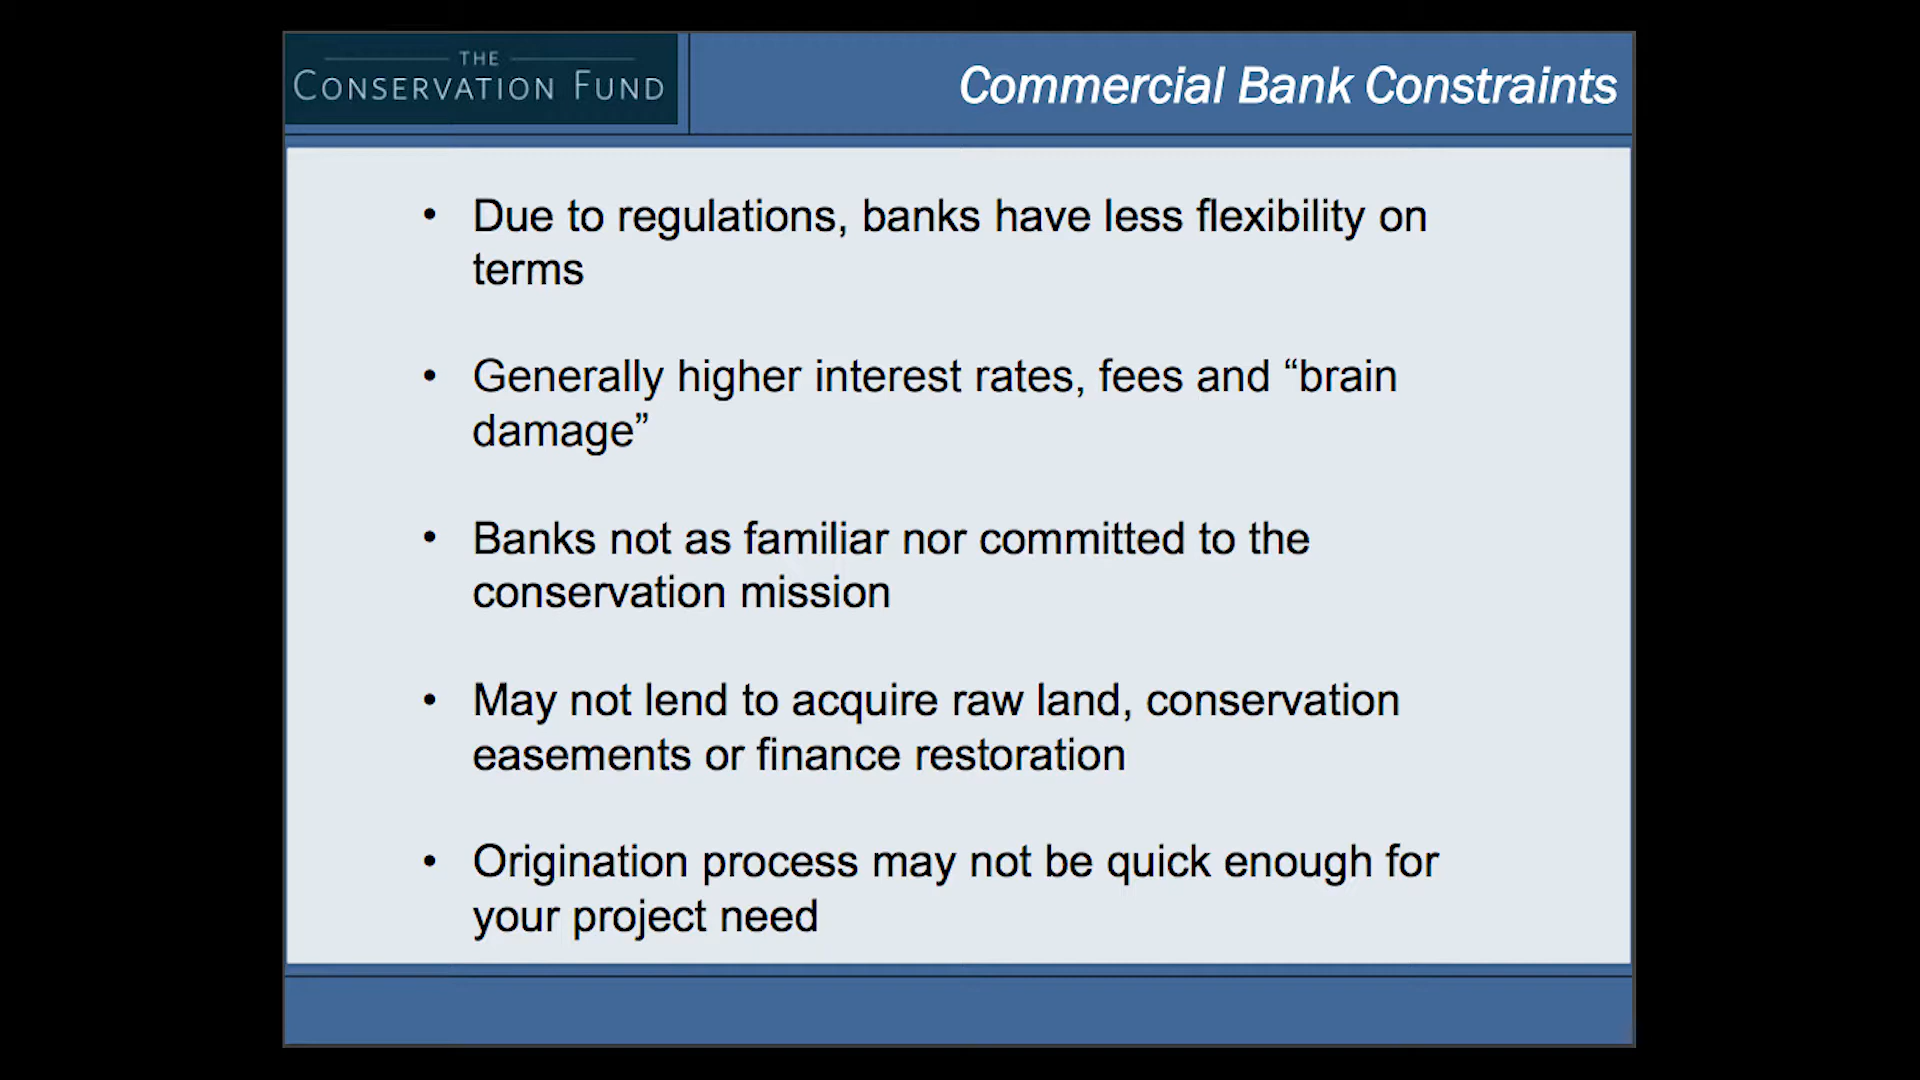 THE
CONSERVATION FUND
Commercial Bank Constraints
• Due to regulations, banks have less flexibility on
terms
• Generally higher interest rates, fees and “brain
damage”
• Banks not as familiar nor committed to the
conservation mission
• May not lend to acquire raw land, conservation
easements or finance restoration
• Origination process may not be quick enough for
your project need